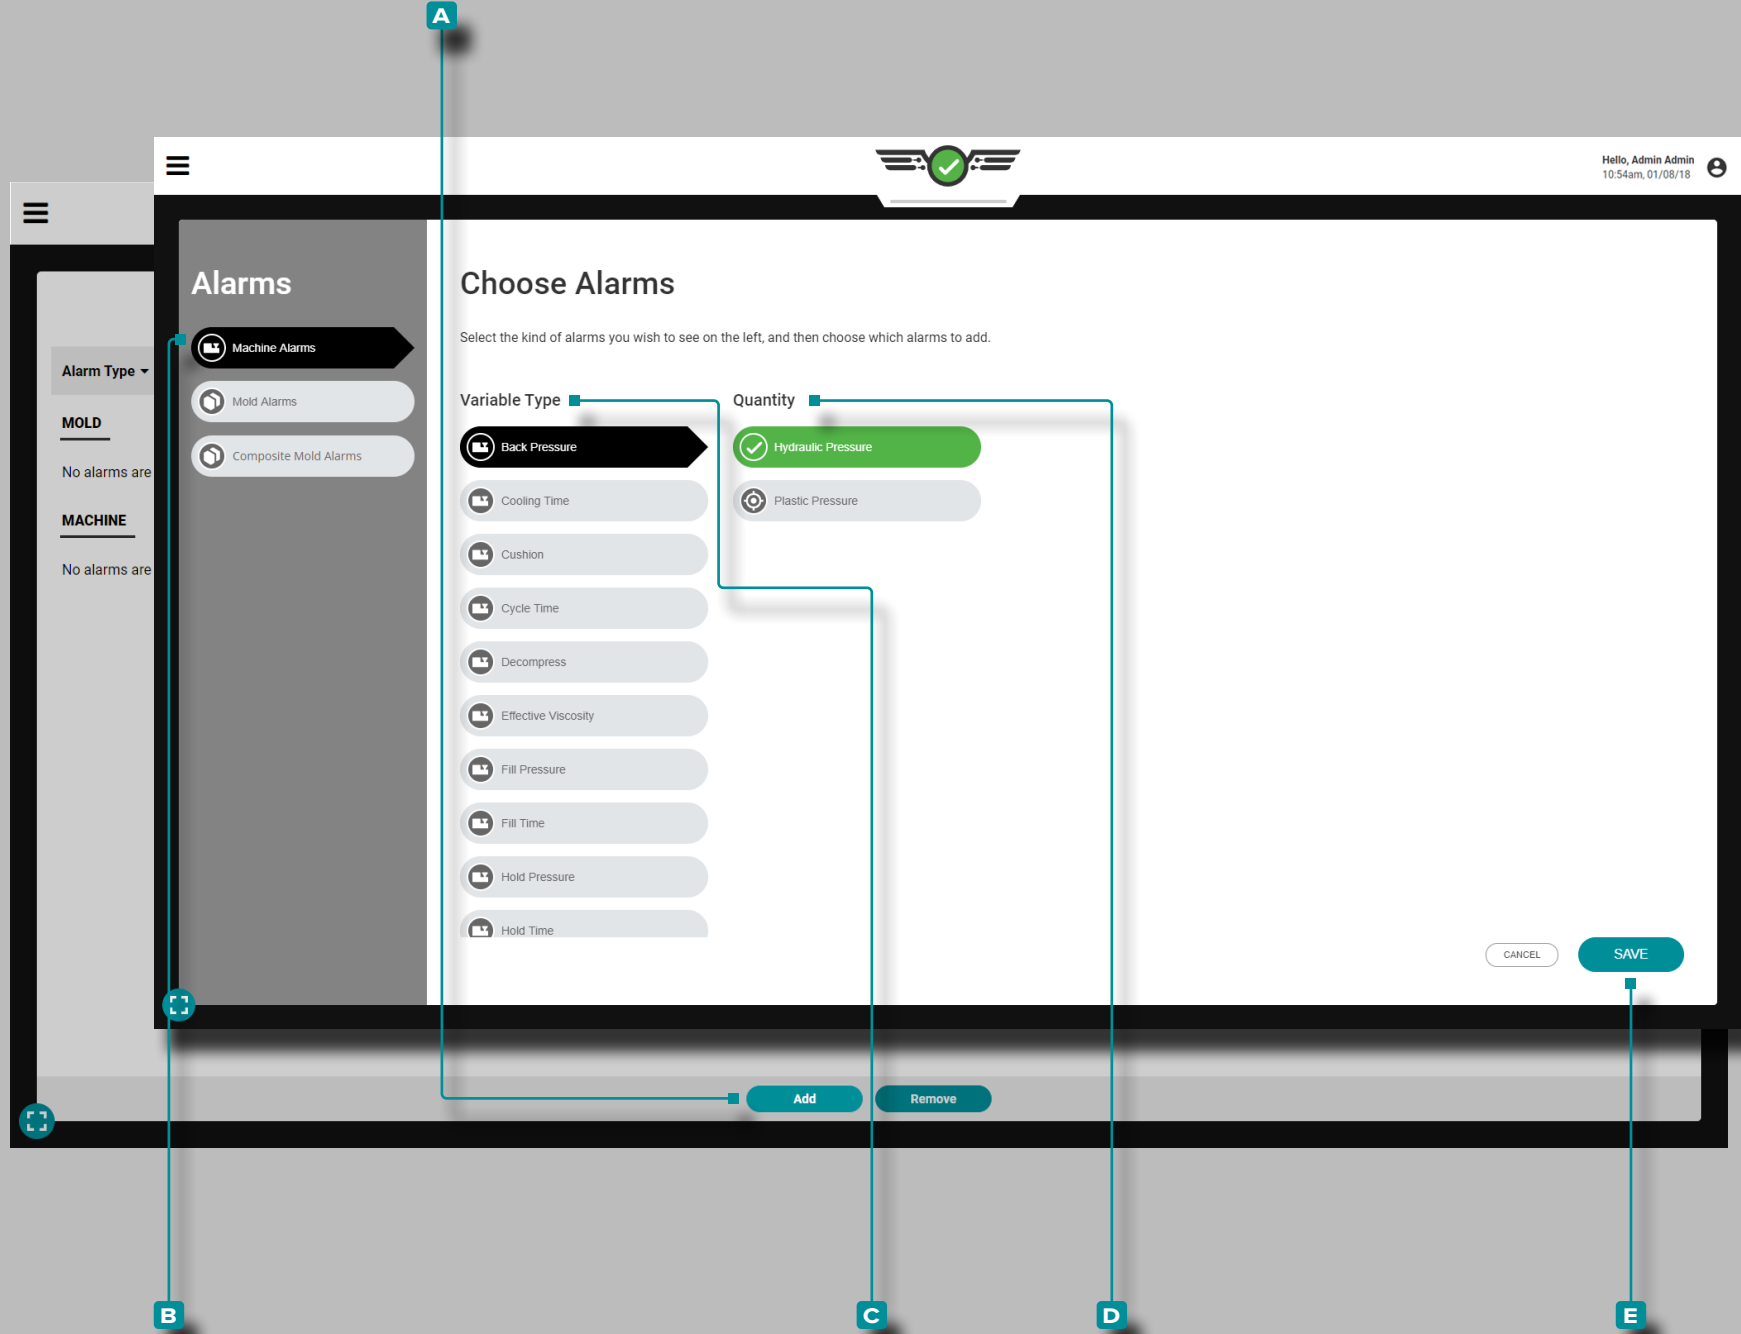 A
Hello, Admin Admin
10:54am, 01/08/18
Alarms
Choose Alarms
Select the kind of alarms you wish to see on the left, and then choose which alarms to add.
Machine Alarms
Mold Alarms
Composite Mold Alarms
Variable Type
Quantity
Back Pressure
Hydraulic Pressure
Cooling Time
Plastic Pressure
Cushion
Cycle Time
Decompress
Effective Viscosity
Fill Pressure
Fill Time
Hold Pressure
Hold Time
CANCEL
SAVE
Alarm Type
MOLD
No alarms are
MACHINE
No alarms are
Add
Remove
B
C
D
E